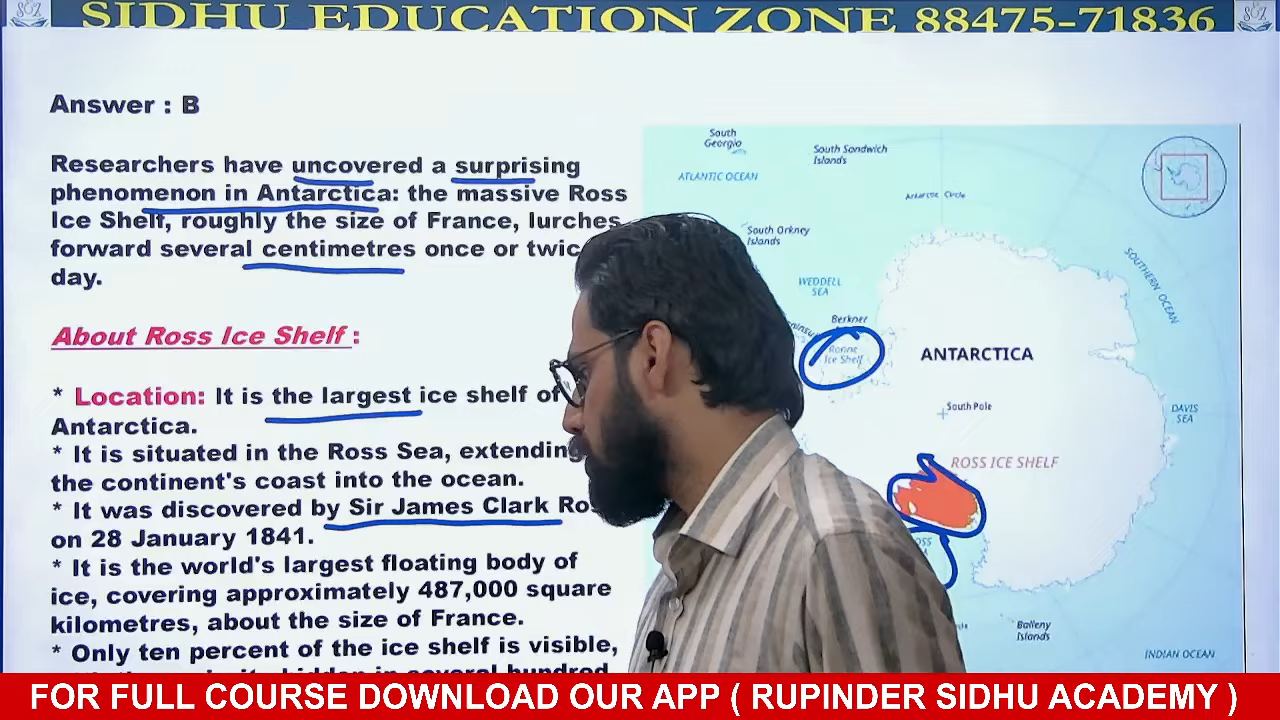 SIDHU EDUCATION ZONE 88475-71836
Answer : B
Researchers have uncovered a surprising
phenomenon in Antarctica: the massive Ross
Ice Shelf, roughly the size of France, lurches
forward several centimetres once or twic
day.
About Ross Ice Shelf :
* Location: It is the largest ice shelf of
Antarctica.
* It is situated in the Ross Sea, extending
the continent's coast into the ocean.
* It was discovered by Sir James Clark Ro
on 28 January 1841.
* It is the world's largest floating body of
ice, covering approximately 487,000 square
kilometres, about the size of France.
* Only ten percent of the ice shelf is visible,
South
Georgia
South Sandwich
Islands
ATLANTIC OCEAN
Antarctic Circle
South Orkney
Islands
SOUTHERN OCEAN
WEDDELL
SEA
Berkner
Ronne
Ice Shelf
ANTARCTICA
South Pole
DAVIS
SEA
ROSS ICE SHELF
Balleny
Islands
INDIAN OCEAN
FOR FULL COURSE DOWNLOAD OUR APP ( RUPINDER SIDHU ACADEMY )